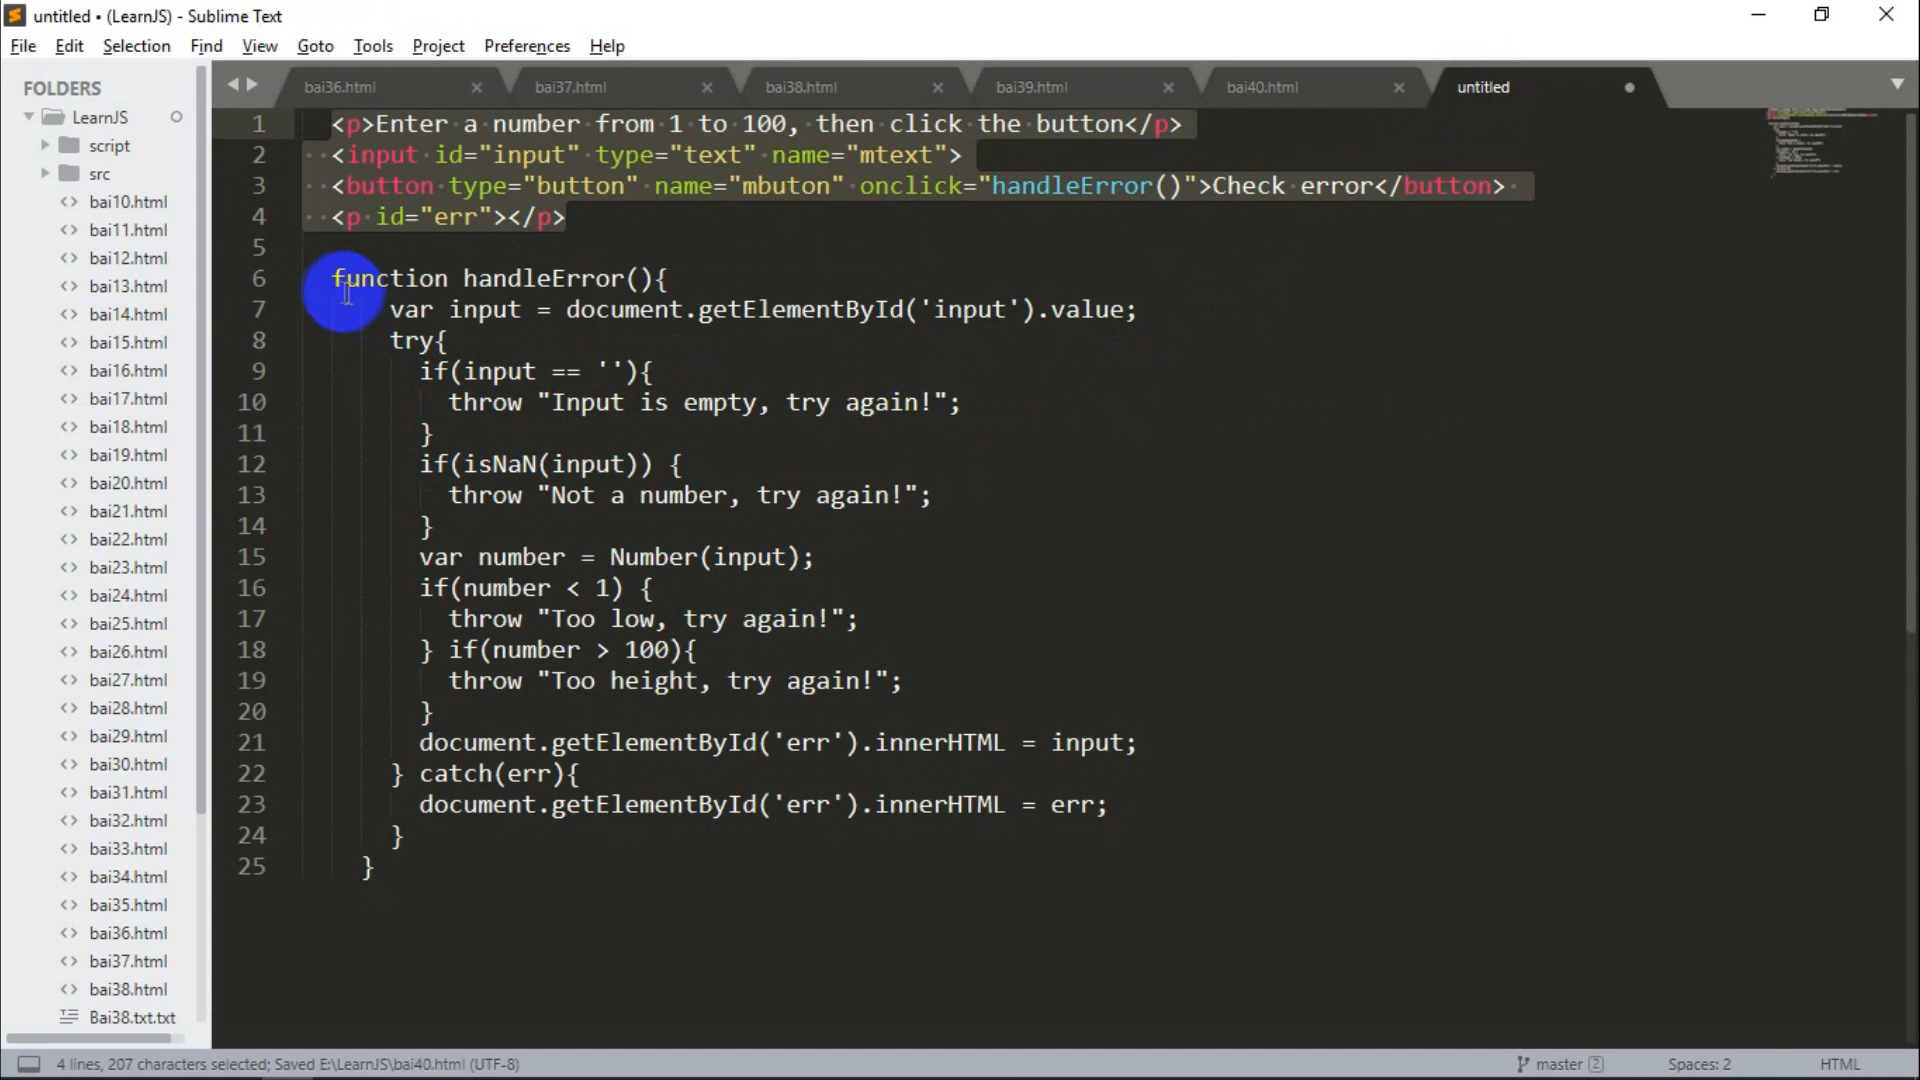 untitled • (LearnJS) - Sublime Text
File Edit Selection Find View Goto Tools Project Preferences Help
FOLDERS
LearnJS
script
src
bai10.html
bai11.html
bai12.html
bai13.html
bai14.html
bai15.html
bai16.html
bai17.html
bai18.html
bai19.html
bai20.html
bai21.html
bai22.html
bai23.html
bai24.html
bai25.html
bai26.html
bai27.html
bai28.html
bai29.html
bai30.html
bai31.html
bai32.html
bai33.html
bai34.html
bai35.html
bai36.html
bai37.html
bai38.html
Bai38.txt.txt
bai36.html bai37.html bai38.html bai39.html bai40.html untitled
1 <p>Enter a number from 1 to 100, then click the button</p>
2 <input id="input" type="text" name="mtext">
3 <button type="button" name="mbuton" onclick="handleError()">Check error</button>
4 <p id="err"></p>
5
6 function handleError(){
7 var input = document.getElementById('input').value;
8 try{
9 if(input == ''){
10 throw "Input is empty, try again!";
11 }
12 if(isNaN(input)) {
13 throw "Not a number, try again!";
14 }
15 var number = Number(input);
16 if(number < 1) {
17 throw "Too low, try again!";
18 } if(number > 100){
19 throw "Too height, try again!";
20 }
21 document.getElementById('err').innerHTML = input;
22 } catch(err){
23 document.getElementById('err').innerHTML = err;
24 }
25 }
4 lines, 207 characters selected; Saved E:\LearnJS\bai40.html (UTF-8) master 2 Spaces: 2 HTML